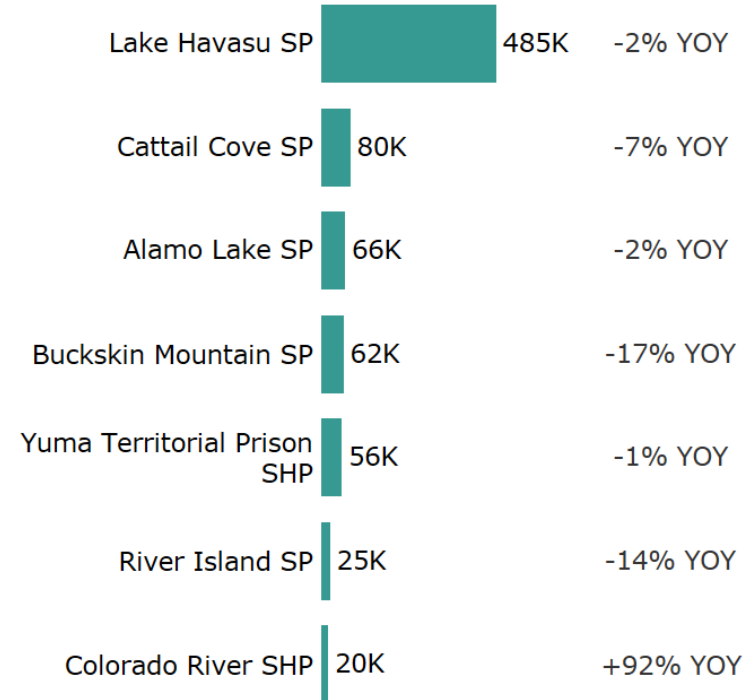 Lake Havasu SP 485K -2% YOY
Cattail Cove SP 80K -7% YOY
Alamo Lake SP 66K -2% YOY
Buckskin Mountain SP 62K -17% YOY
Yuma Territorial Prison
SHP 56K -1% YOY
River Island SP 25K -14% YOY
Colorado River SHP 20K +92% YOY